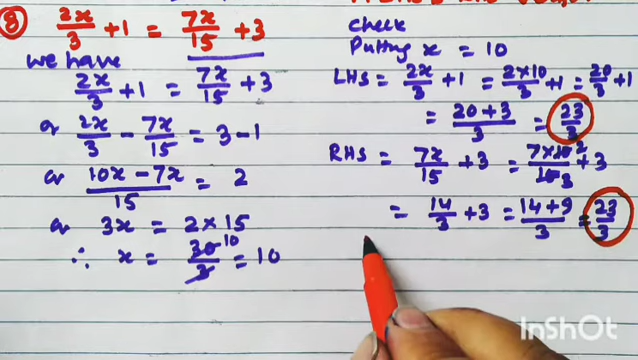 ⑧ 2x/3 + 1 = 7x/15 + 3
we have
2x/3 + 1 = 7x/15 + 3
or 2x/3 − 7x/15 = 3 − 1
or (10x − 7x)/15 = 2
or 3x = 2 × 15
∴ x = 30/3 10 = 10
check
Putting x = 10
LHS = 2x/3 + 1 = (2×10)/3 + 1 = 20/3 + 1
= (20 + 3)/3 = 23/3
RHS = 7x/15 + 3 = (7×10 2)/(15 3) + 3
= 14/3 + 3 = (14 + 9)/3 = 23/3
InShOt